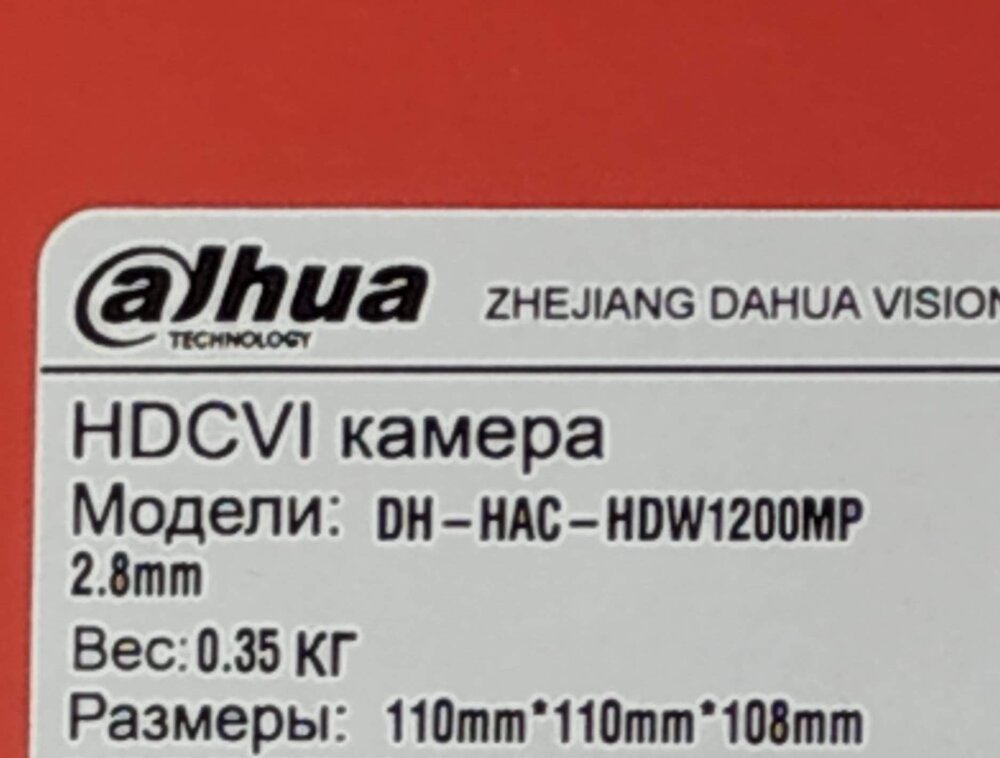 alhua ZHEJIANG DAHUA VISION
TECHNOLOGY
HDCVI камера
Модели: DH-HAC-HDW1200MP
2.8mm
Вес: 0.35 КГ
Размеры: 110mm*110mm*108mm